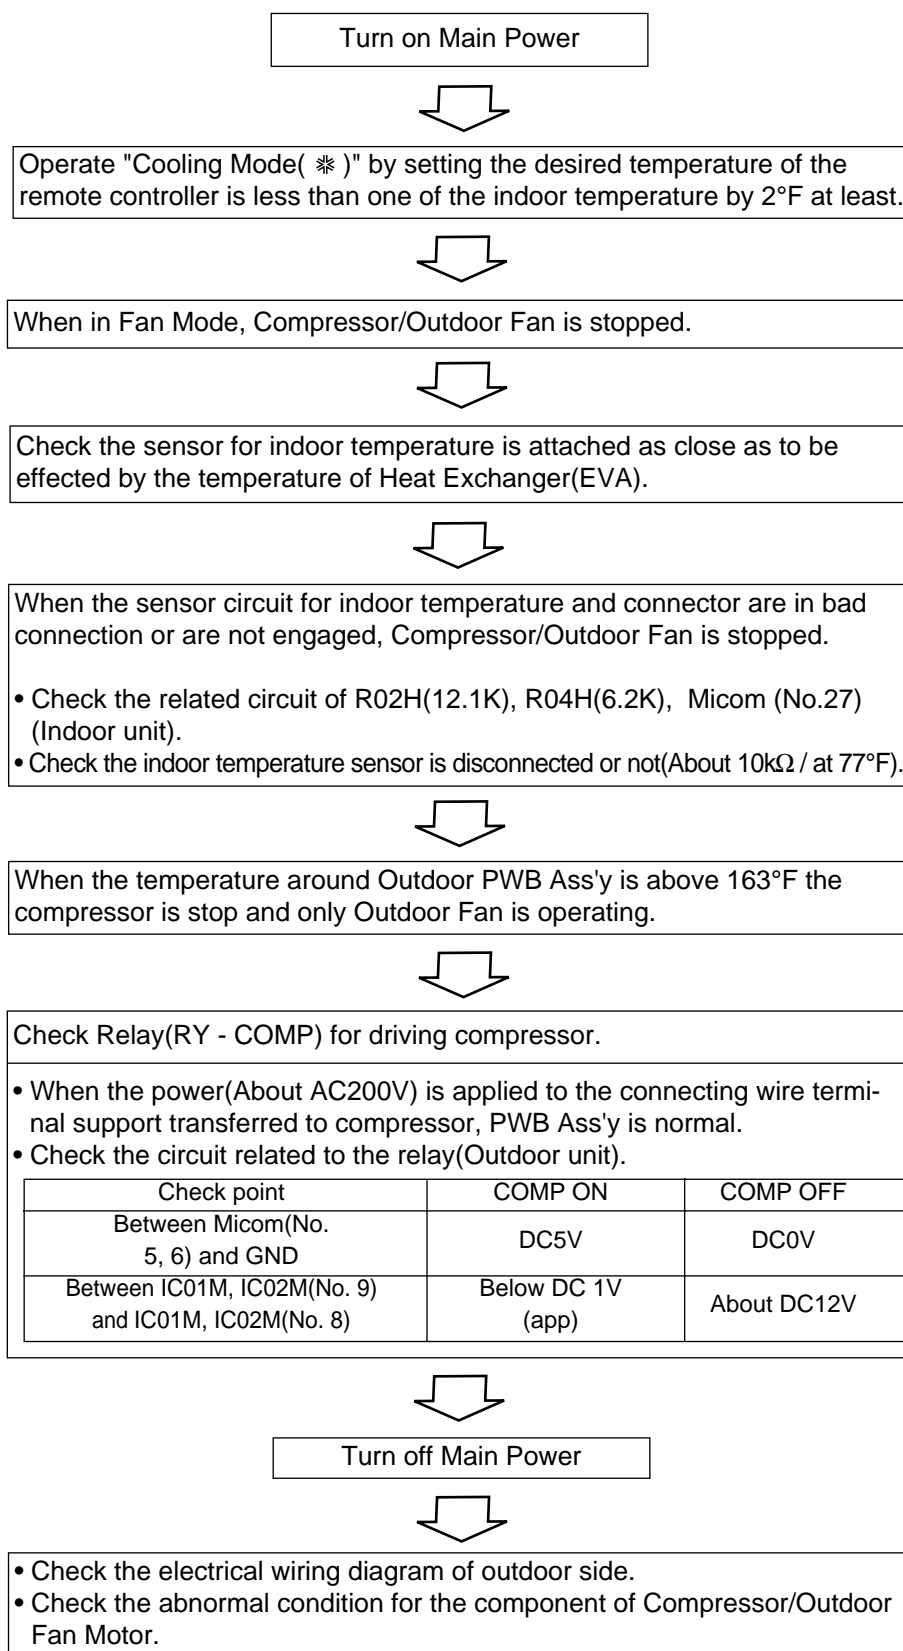 Turn on Main Power
Operate "Cooling Mode( ❋ )" by setting the desired temperature of the
remote controller is less than one of the indoor temperature by 2°F at least.
When in Fan Mode, Compressor/Outdoor Fan is stopped.
Check the sensor for indoor temperature is attached as close as to be
effected by the temperature of Heat Exchanger(EVA).
When the sensor circuit for indoor temperature and connector are in bad
connection or are not engaged, Compressor/Outdoor Fan is stopped.
• Check the related circuit of R02H(12.1K), R04H(6.2K), Micom (No.27)
(Indoor unit).
• Check the indoor temperature sensor is disconnected or not(About 10kΩ / at 77°F).
When the temperature around Outdoor PWB Ass'y is above 163°F the
compressor is stop and only Outdoor Fan is operating.
Check Relay(RY - COMP) for driving compressor.
• When the power(About AC200V) is applied to the connecting wire termi-
nal support transferred to compressor, PWB Ass'y is normal.
• Check the circuit related to the relay(Outdoor unit).
Check point COMP ON COMP OFF
Between Micom(No.
5, 6) and GND DC5V DC0V
Between IC01M, IC02M(No. 9) Below DC 1V
and IC01M, IC02M(No. 8) (app) About DC12V
Turn off Main Power
• Check the electrical wiring diagram of outdoor side.
• Check the abnormal condition for the component of Compressor/Outdoor
Fan Motor.